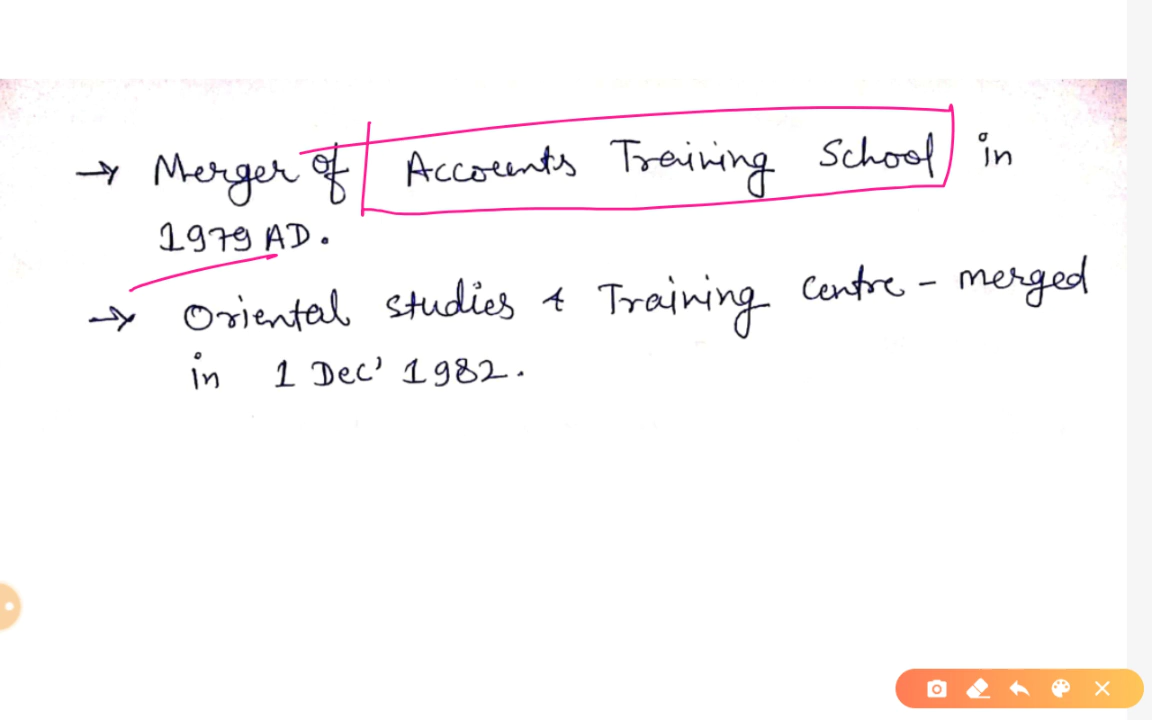 → Merger of Accounts Training School in
1979 AD.
→ Oriental studies & Training centre - merged
in 1 Dec' 1982.